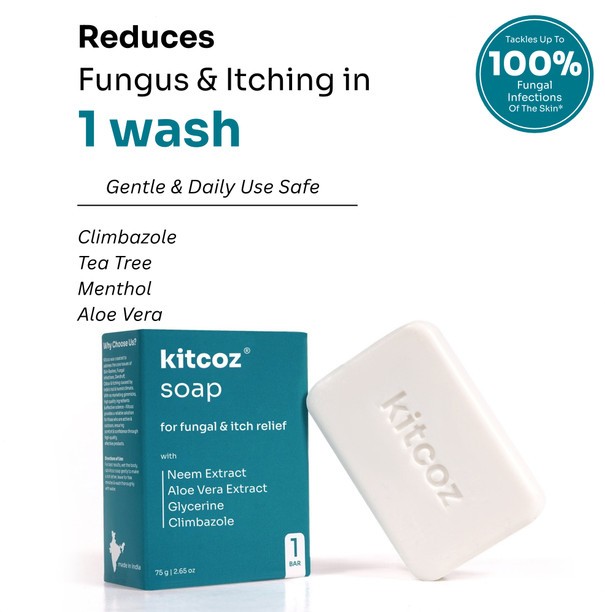 Reduces
Fungus & Itching in
1 wash
Gentle & Daily Use Safe
Climbazole
Tea Tree
Menthol
Aloe Vera
Tackles Up To
100%
Fungal
Infections
Of The Skin*
Why Choose Us?
kitcoz®
soap
for fungal & itch relief
with
Neem Extract
Aloe Vera Extract
Glycerine
Climbazole
1
BAR
75 g | 2.65 oz
made in India
kitcoz